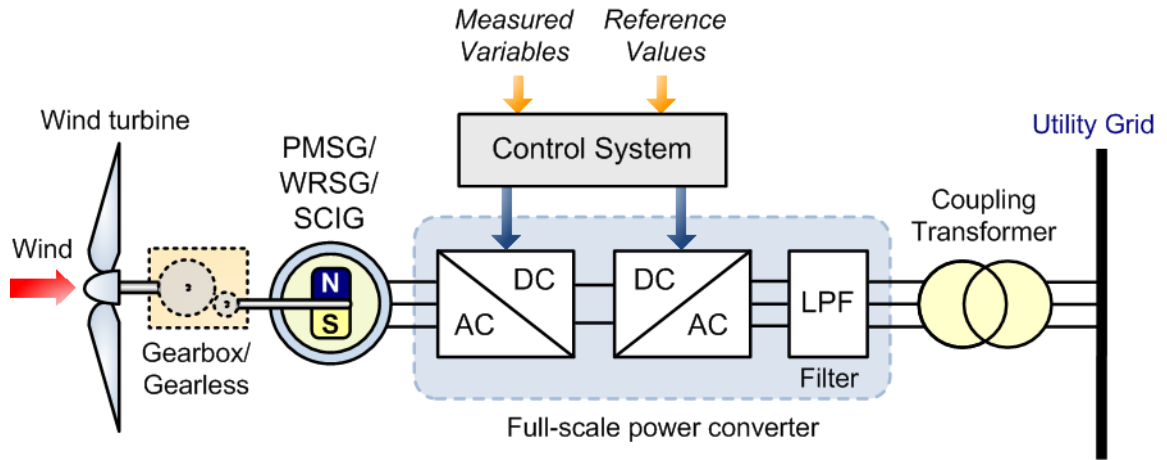 Measured
Variables
Reference
Values
Wind turbine
Control System
Utility Grid
PMSG/
WRSG/
SCIG
Coupling
Transformer
Wind
?
?
N
S
DC
AC
DC
AC
LPF
Gearbox/
Gearless
Filter
Full-scale power converter